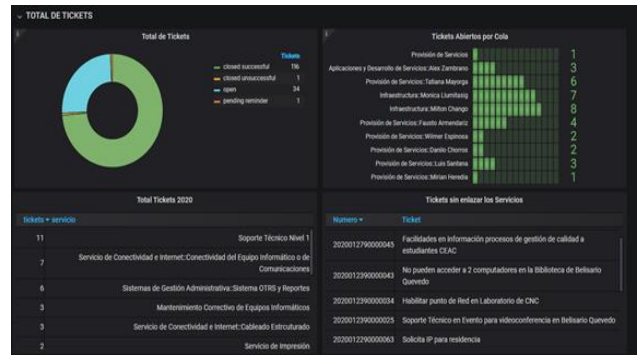 TOTAL DE TICKETS
Total de Tickets
Tickets
closed successful 116
closed unsuccessful 1
open 34
pending reminder 1
Tickets Abiertos por Cola
Provisión de Servicios 1
Aplicaciones y Desarrollo de Servicios::Alex Zambrano 3
Provisión de Servicios::Tatiana Mayorga 6
Infraestructura::Monica Llumitasig 7
Infraestructura::Milton Chango 8
Provisión de Servicios::Fausto Armendariz 4
Provisión de Servicios::Wilmer Espinosa 2
Provisión de Servicios::Danilo Chorros 2
Provisión de Servicios::Luis Santana 3
Provisión de Servicios::Mirian Heredia 1
Total Tickets 2020
tickets servicio
11 Soporte Técnico Nivel 1
7 Servicio de Conectividad e Internet::Conectividad del Equipo Informático o de
Comunicaciones
6 Sistemas de Gestión Administrativa::Sistema OTRS y Reportes
3 Mantenimiento Correctivo de Equipos Informáticos
3 Servicio de Conectividad e Internet::Cableado Estrcuturado
2 Servicio de Impresión
Tickets sin enlazar los Servicios
Numero Ticket
2020012790000045 Facilidades en información procesos de gestión de calidad a
estudiantes CEAC
2020012390000043 No pueden acceder a 2 computadores en la Biblioteca de Belisario
Quevedo
2020012390000034 Habilitar punto de Red en Laboratorio de CNC
2020012390000025 Soporte Técnico en Evento para videoconferencia en Belisario Quevedo
2020012290000063 Solicita IP para residencia